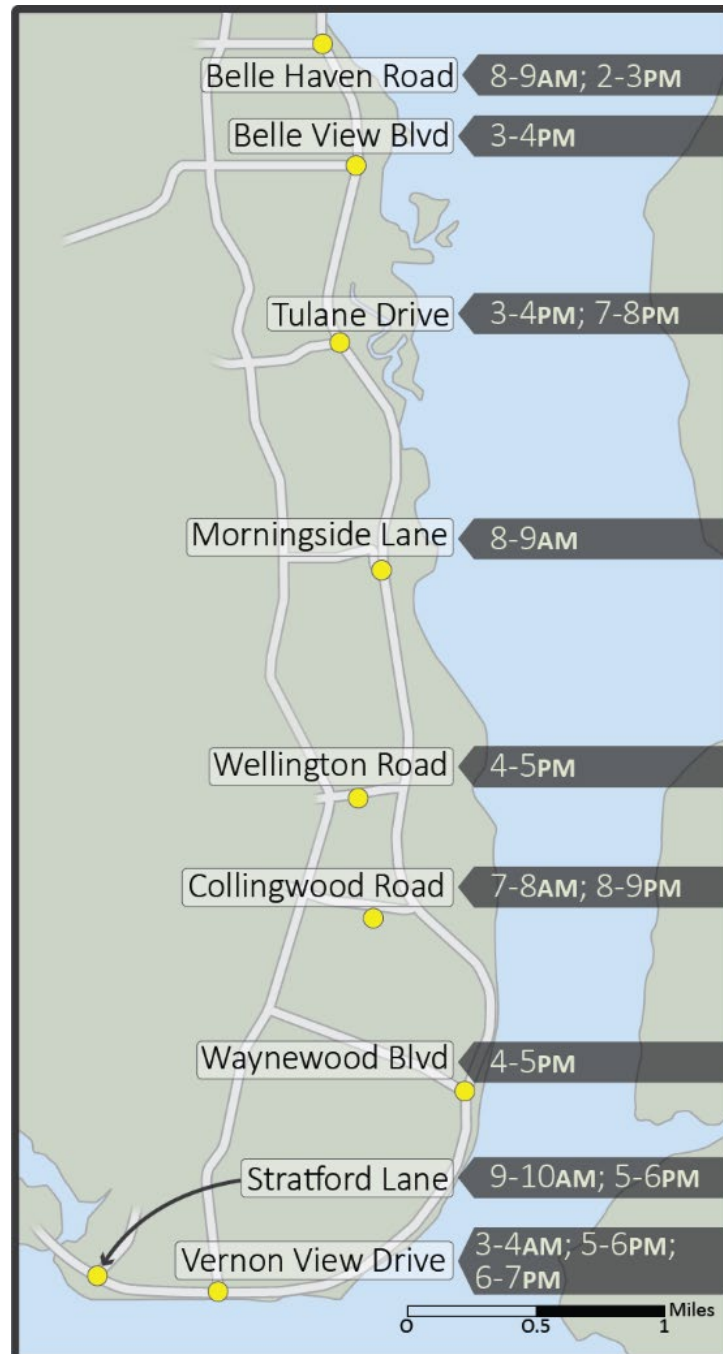 Belle Haven Road 8-9AM; 2-3PM
Belle View Blvd 3-4PM
Tulane Drive 3-4PM; 7-8PM
Morningside Lane 8-9AM
Wellington Road 4-5PM
Collingwood Road 7-8AM; 8-9PM
Waynewood Blvd 4-5PM
Stratford Lane 9-10AM; 5-6PM
Vernon View Drive 3-4AM; 5-6PM;
6-7PM
Miles
0 0.5 1